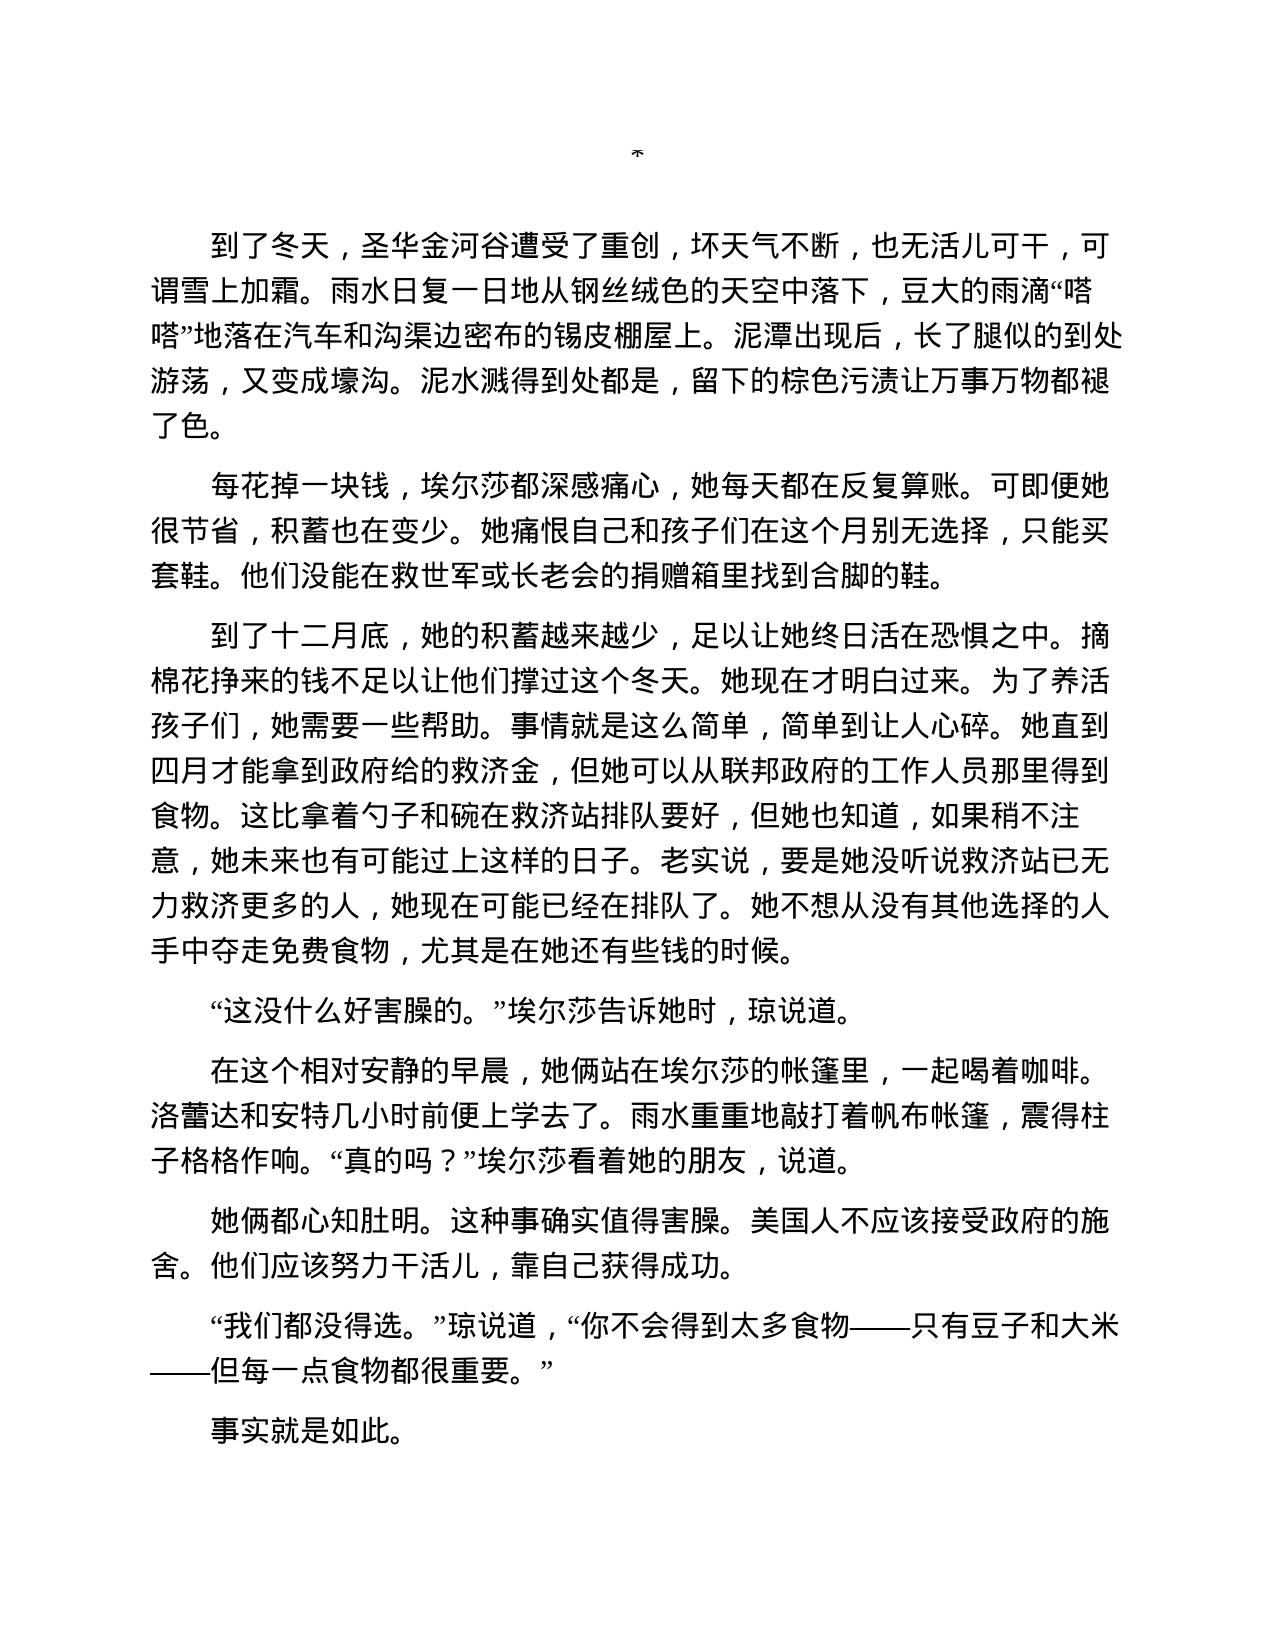 *
到了冬天，圣华金河谷遭受了重创，坏天气不断，也无活儿可干，可
谓雪上加霜。雨水日复一日地从钢丝绒色的天空中落下，豆大的雨滴“嗒
嗒”地落在汽车和沟渠边密布的锡皮棚屋上。泥潭出现后，长了腿似的到处
游荡，又变成壕沟。泥水溅得到处都是，留下的棕色污渍让万事万物都褪
了色。
每花掉一块钱，埃尔莎都深感痛心，她每天都在反复算账。可即便她
很节省，积蓄也在变少。她痛恨自己和孩子们在这个月别无选择，只能买
套鞋。他们没能在救世军或长老会的捐赠箱里找到合脚的鞋。
到了十二月底，她的积蓄越来越少，足以让她终日活在恐惧之中。摘
棉花挣来的钱不足以让他们撑过这个冬天。她现在才明白过来。为了养活
孩子们，她需要一些帮助。事情就是这么简单，简单到让人心碎。她直到
四月才能拿到政府给的救济金，但她可以从联邦政府的工作人员那里得到
食物。这比拿着勺子和碗在救济站排队要好，但她也知道，如果稍不注
意，她未来也有可能过上这样的日子。老实说，要是她没听说救济站已无
力救济更多的人，她现在可能已经在排队了。她不想从没有其他选择的人
手中夺走免费食物，尤其是在她还有些钱的时候。
“这没什么好害臊的。”埃尔莎告诉她时，琼说道。
在这个相对安静的早晨，她俩站在埃尔莎的帐篷里，一起喝着咖啡。
洛蕾达和安特几小时前便上学去了。雨水重重地敲打着帆布帐篷，震得柱
子格格作响。“真的吗？”埃尔莎看着她的朋友，说道。
她俩都心知肚明。这种事确实值得害臊。美国人不应该接受政府的施
舍。他们应该努力干活儿，靠自己获得成功。
“我们都没得选。”琼说道，“你不会得到太多食物——只有豆子和大米
——但每一点食物都很重要。”
事实就是如此。